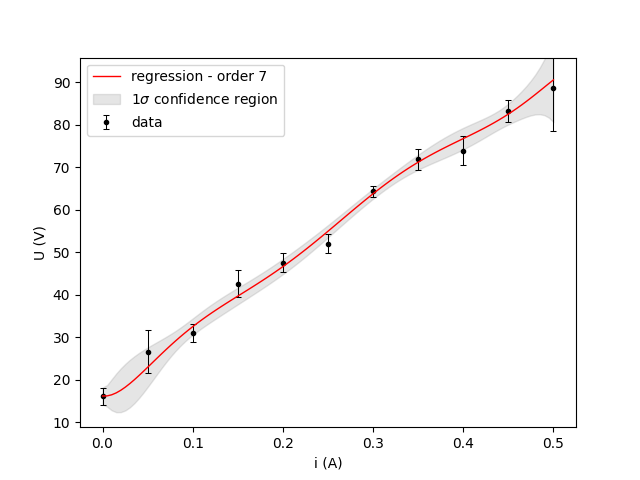 regression - order 7
1σ confidence region
data
U (V)
90
80
70
60
50
40
30
20
10
0.0 0.1 0.2 0.3 0.4 0.5
i (A)